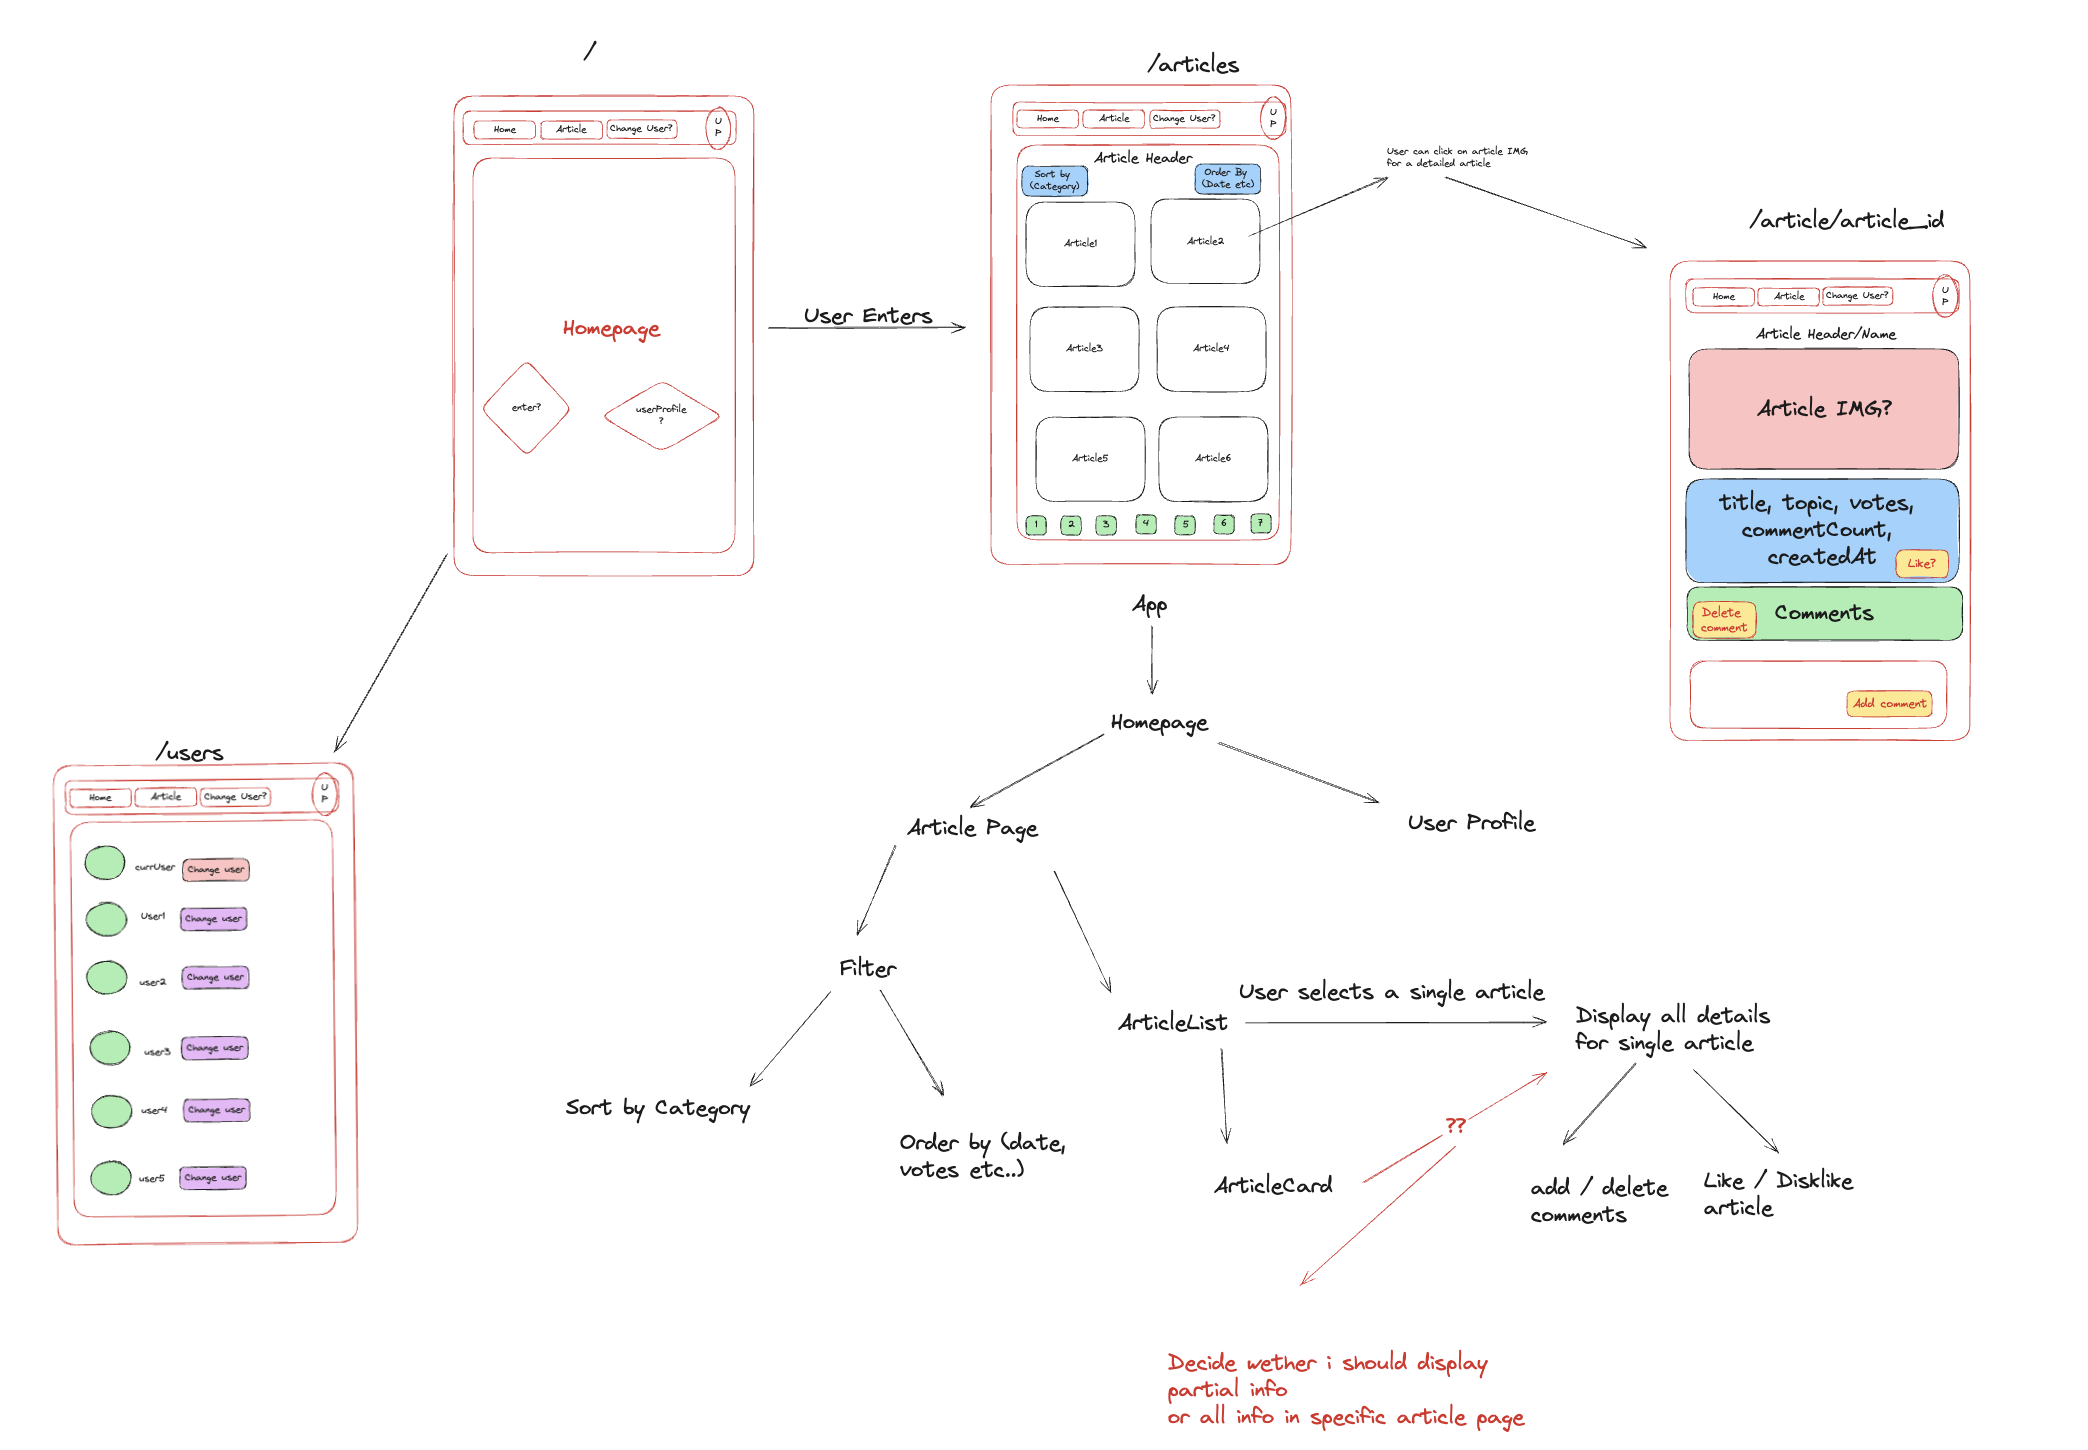 /
Home
Article
Change User?
U
P
Homepage
enter?
userProfile
?
User Enters
/articles
Home
Article
Change User?
U
P
Article Header
Sort by
(Category)
Order By
(Date etc)
Article1
Article2
Article3
Article4
Article5
Article6
1
2
3
4
5
6
7
User can click on article IMG
for a detailed article
/article/article_id
Home
Article
Change User?
U
P
Article Header/Name
Article IMG?
title, topic, votes,
commentCount,
createdAt
Like?
Delete
comment
Comments
Add comment
/users
Home
Article
Change User?
U
P
currUser
Change user
User1
Change user
user2
Change user
user3
Change user
user4
Change user
user5
Change user
App
Homepage
Article Page
User Profile
Filter
Sort by Category
Order by (date,
votes etc..)
ArticleList
User selects a single article
Display all details
for single article
ArticleCard
??
add / delete
comments
Like / Disklike
article
Decide wether i should display
partial info
or all info in specific article page